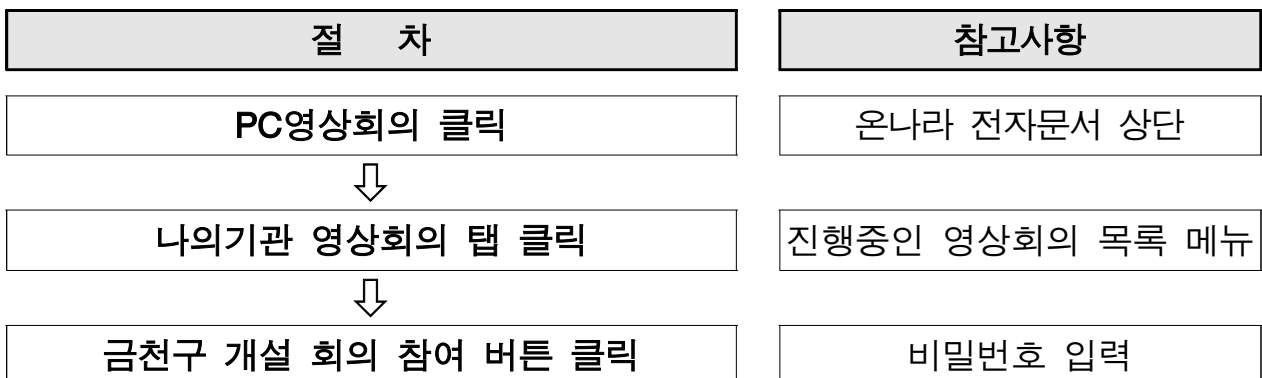 절 차 참고사항
PC영상회의 클릭 온나라 전자문서 상단
나의기관 영상회의 탭 클릭 진행중인 영상회의 목록 메뉴
금천구 개설 회의 참여 버튼 클릭 비밀번호 입력